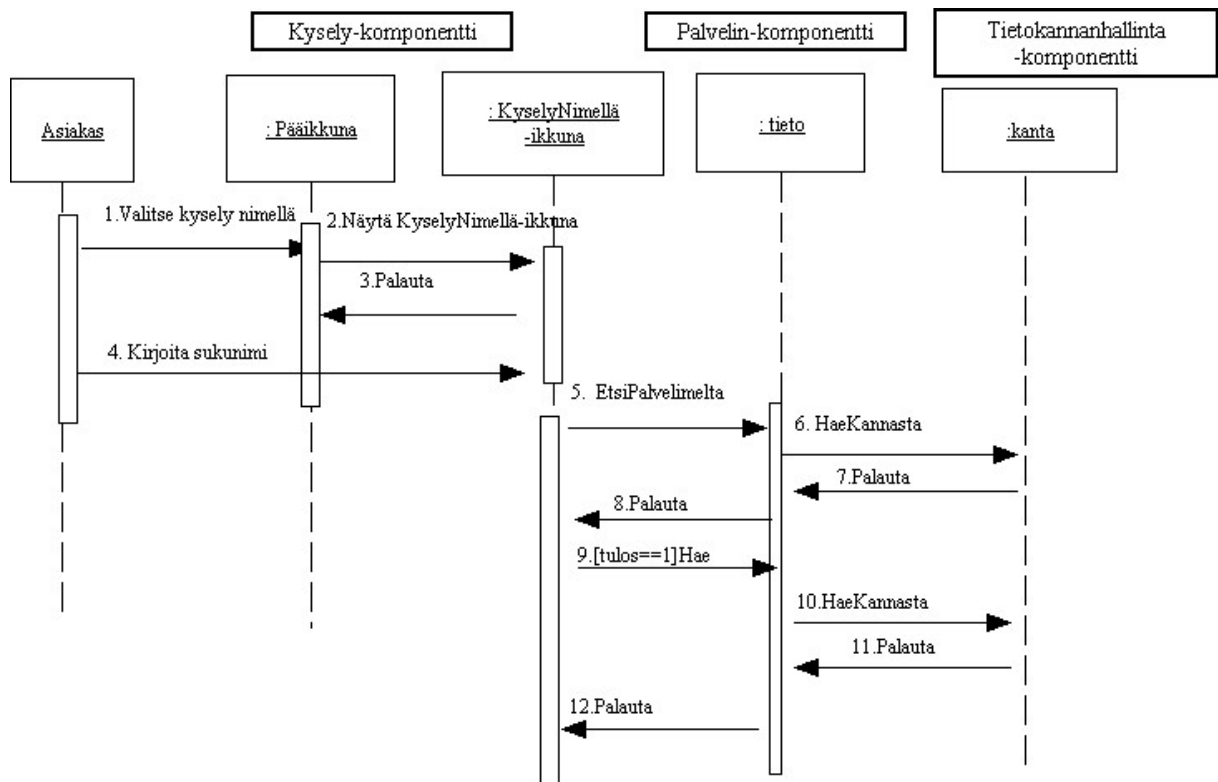 Kysely-komponentti
Palvelin-komponentti
Tietokannanhallinta
-komponentti
Asiakas
: Pääikkuna
: KyselyNimellä
-ikkuna
: tieto
:kanta
1.Valitse kysely nimellä
2.Näytä KyselyNimellä-ikkuna
3.Palauta
4. Kirjoita sukunimi
5. EtsiPalvelimelta
6. HaeKannasta
7.Palauta
8.Palauta
9.[tulos==1]Hae
10.HaeKannasta
11.Palauta
12.Palauta